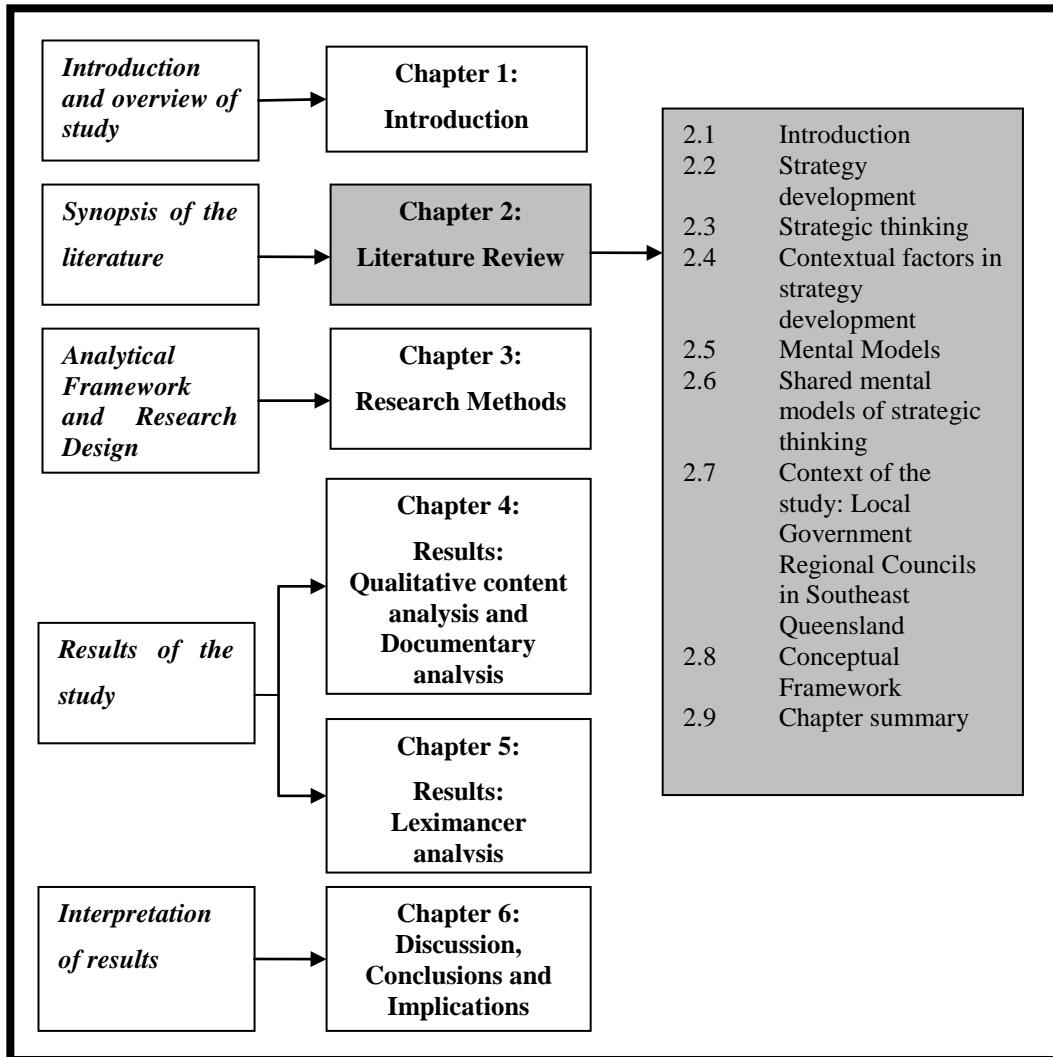 Introduction
and overview of
study
Chapter 1:
Introduction
Synopsis of the
literature
Chapter 2:
Literature Review
2.1 Introduction
2.2 Strategy
development
2.3 Strategic thinking
2.4 Contextual factors in
strategy
development
2.5 Mental Models
2.6 Shared mental
models of strategic
thinking
2.7 Context of the
study: Local
Government
Regional Councils
in Southeast
Queensland
2.8 Conceptual
Framework
2.9 Chapter summary
Analytical
Framework
and Research
Design
Chapter 3:
Research Methods
Results of the
study
Chapter 4:
Results:
Qualitative content
analysis and
Documentary
analysis
Chapter 5:
Results:
Leximancer
analysis
Interpretation
of results
Chapter 6:
Discussion,
Conclusions and
Implications